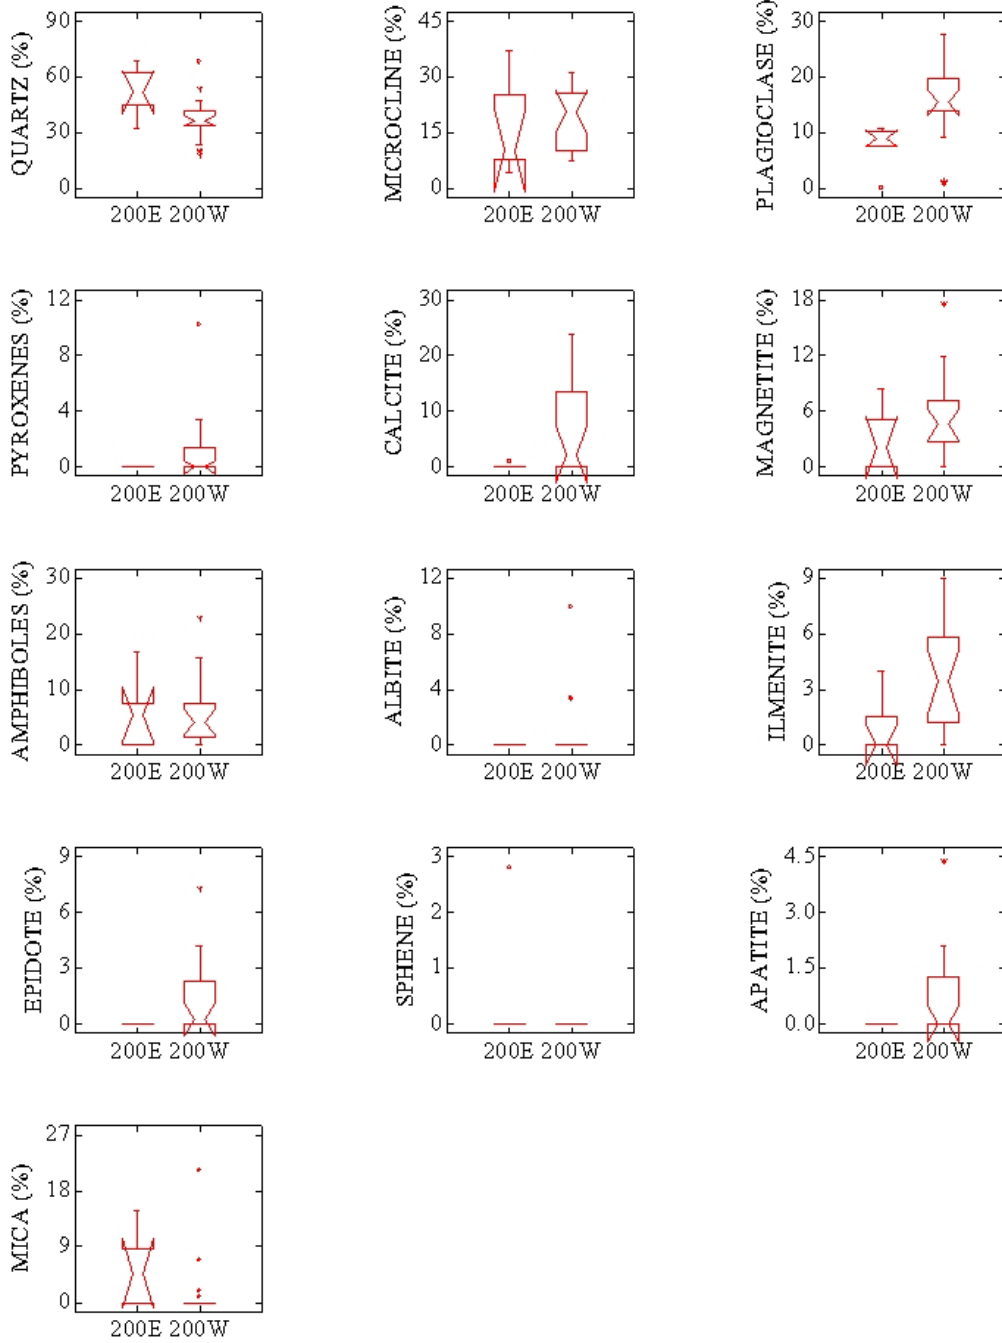 QUARTZ (%)
90
60
30
0
200E 200W
MICROCLINE (%)
45
30
15
0
200E 200W
PLAGIOCLASE (%)
30
20
10
0
200E 200W
PYROXENES (%)
12
8
4
0
200E 200W
CALCITE (%)
30
20
10
0
200E 200W
MAGNETITE (%)
18
12
6
0
200E 200W
AMPHIBOLES (%)
30
20
10
0
200E 200W
ALBITE (%)
12
8
4
0
200E 200W
ILMENITE (%)
9
6
3
0
200E 200W
EPIDOTE (%)
9
6
3
0
200E 200W
SPHENE (%)
3
2
1
0
200E 200W
APATITE (%)
4.5
3.0
1.5
0.0
200E 200W
MICA (%)
27
18
9
0
200E 200W